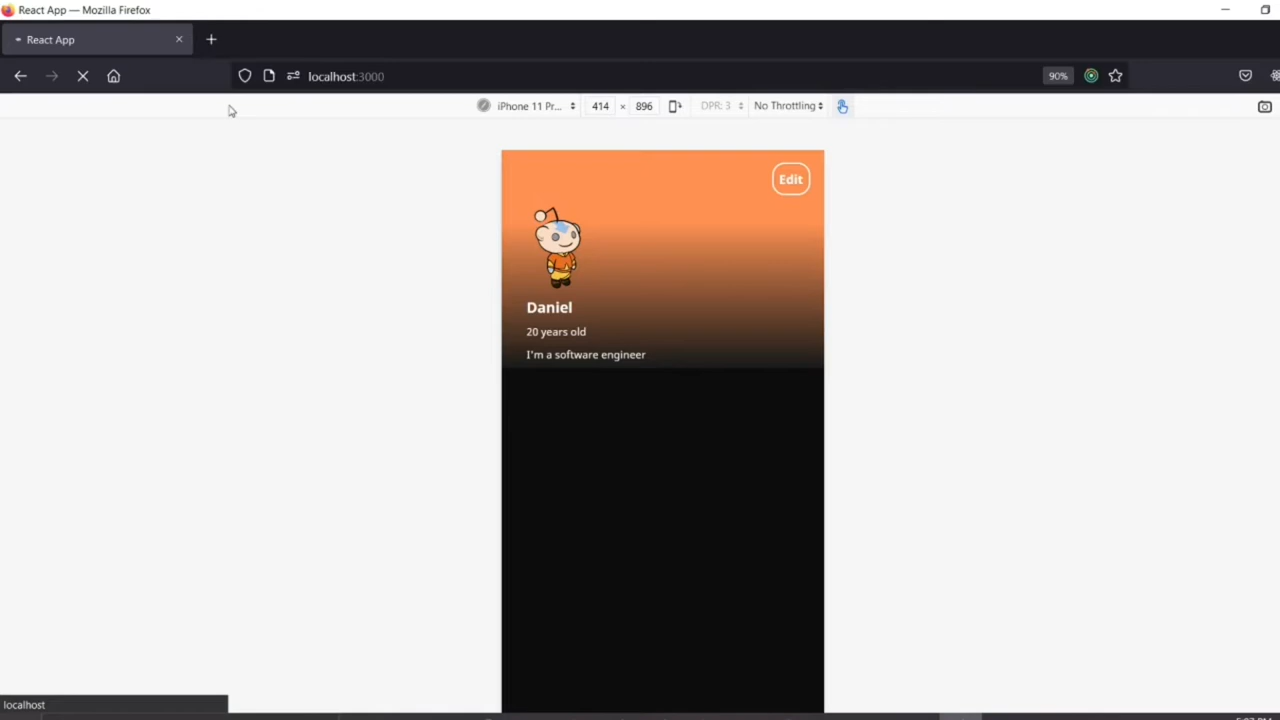 React App — Mozilla Firefox
React App
localhost:3000
90%
iPhone 11 Pr... 414 × 896 DPR: 3 No Throttling
Edit
Daniel
20 years old
I'm a software engineer
localhost